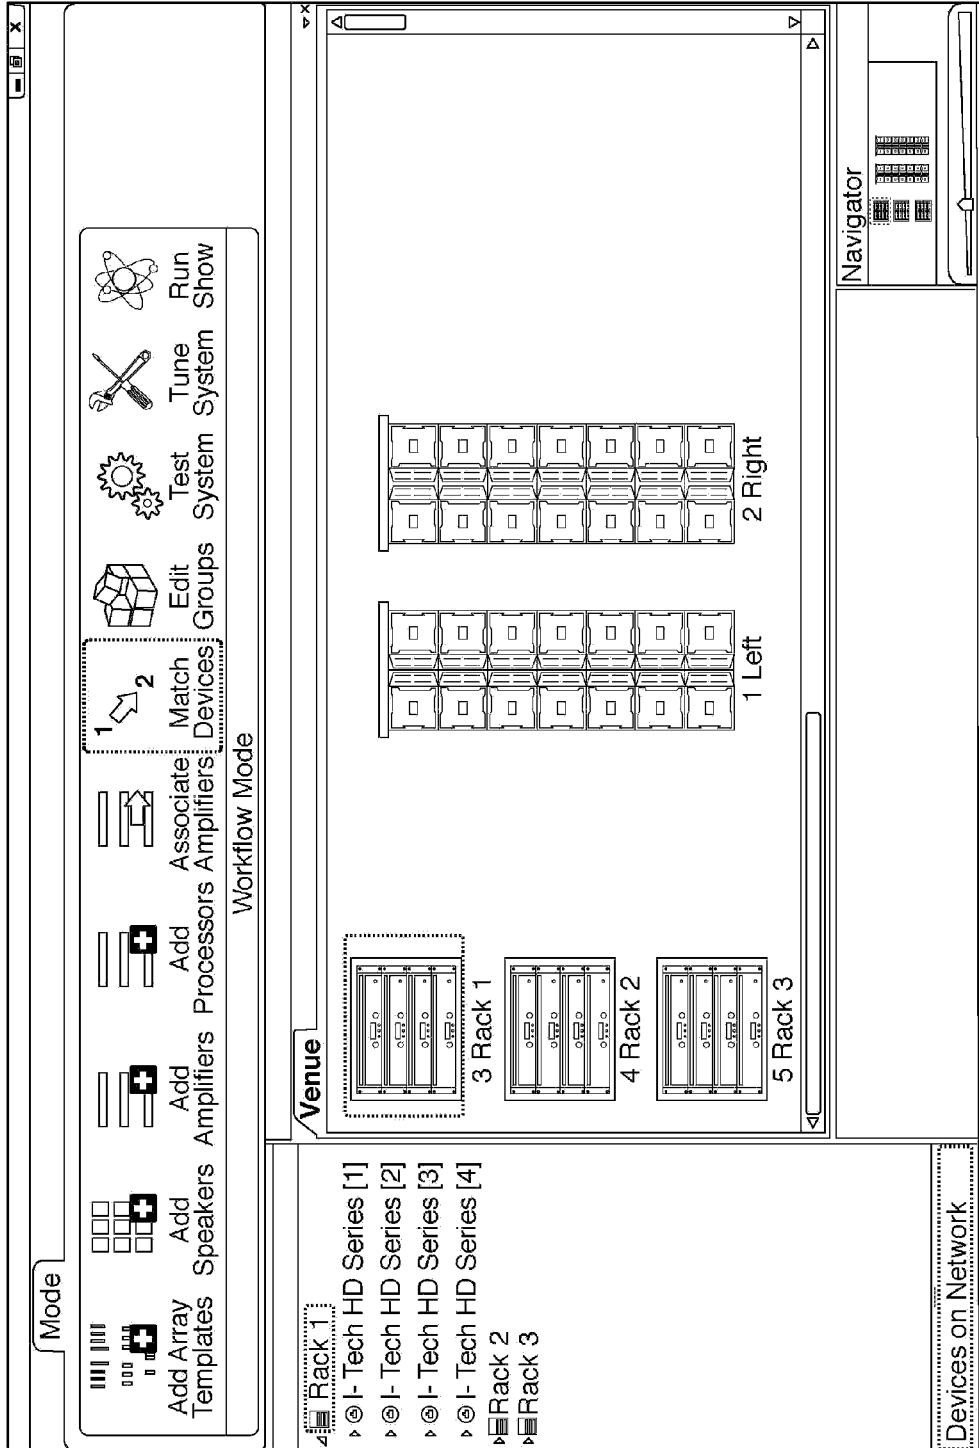 Mode
Add Array
Templates
Add
Speakers
Add
Amplifiers
Add
Processors
Associate
Amplifiers
1
2
Match
Devices
Edit
Groups
Test
System
Tune
System
Run
Show
Workflow Mode
Rack 1
I- Tech HD Series [1]
I- Tech HD Series [2]
I- Tech HD Series [3]
I- Tech HD Series [4]
Rack 2
Rack 3
Devices on Network
Venue
3 Rack 1
4 Rack 2
5 Rack 3
1 Left
2 Right
Navigator